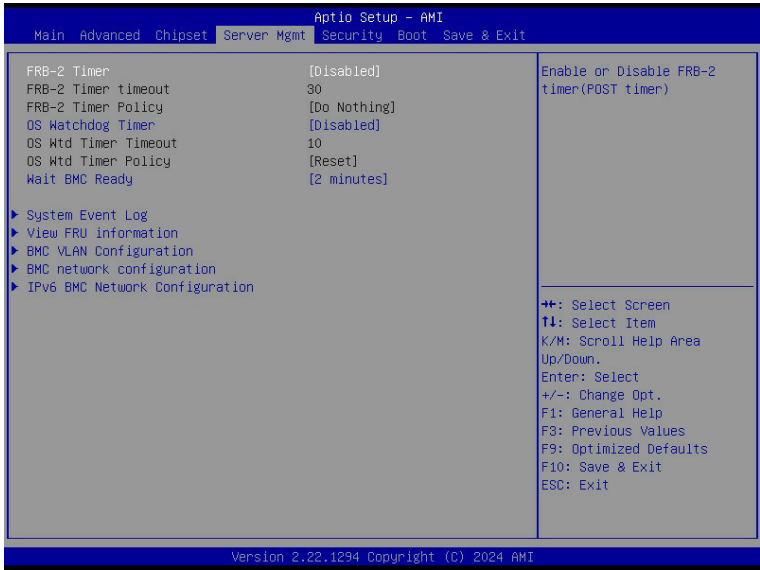 Aptio Setup – AMI
Main Advanced Chipset Server Mgmt Security Boot Save & Exit
FRB-2 Timer [Disabled]
FRB-2 Timer timeout 30
FRB-2 Timer Policy [Do Nothing]
OS Watchdog Timer [Disabled]
OS Wtd Timer Timeout 10
OS Wtd Timer Policy [Reset]
Wait BMC Ready [2 minutes]
System Event Log
View FRU information
BMC VLAN Configuration
BMC network configuration
IPv6 BMC Network Configuration
Enable or Disable FRB-2
timer(POST timer)
→←: Select Screen
↑↓: Select Item
K/M: Scroll Help Area
Up/Down.
Enter: Select
+/-: Change Opt.
F1: General Help
F3: Previous Values
F9: Optimized Defaults
F10: Save & Exit
ESC: Exit
Version 2.22.1294 Copyright (C) 2024 AMI